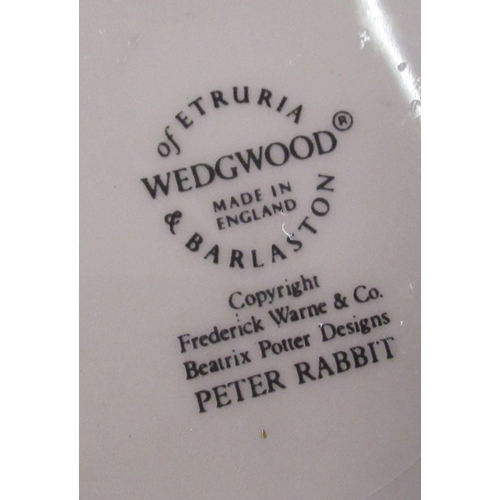 of ETRURIA
WEDGWOOD®
MADE IN
ENGLAND
& BARLASTON
Copyright
Frederick Warne & Co.
Beatrix Potter Designs
PETER RABBIT